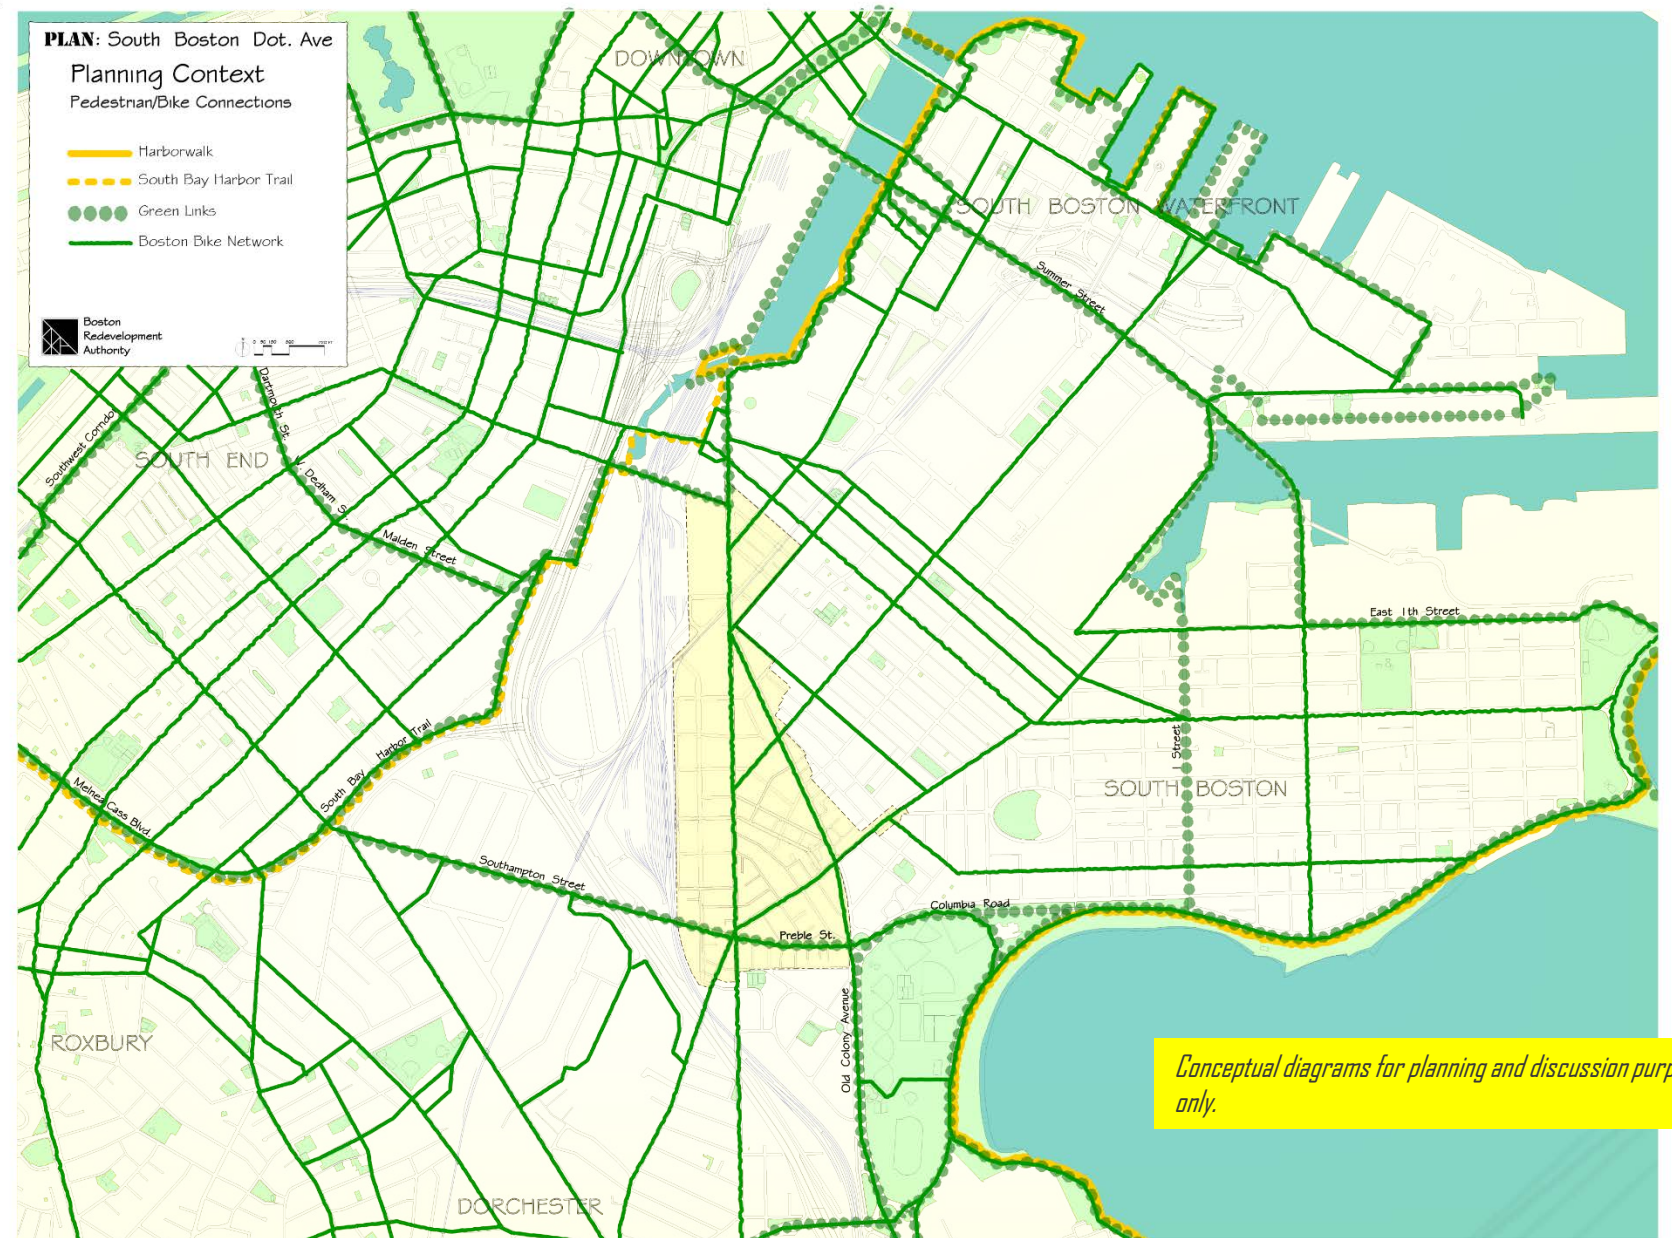 PLAN: South Boston Dot. Ave
Planning Context
Pedestrian/Bike Connections
Harborwalk
South Bay Harbor Trail
Green Links
Boston Bike Network
Boston
Redevelopment
Authority
DOWNTOWN
SOUTH BOSTON WATERFRONT
Summer Street
Dartmouth St.
Southwest Corridor
SOUTH END
W. Dedham St.
Malden Street
East 1th Street
South Bay Harbor Trail
I Street
SOUTH BOSTON
Melnea Cass Blvd.
Southampton Street
Columbia Road
Preble St.
Old Colony Avenue
ROXBURY
Conceptual diagrams for planning and discussion purp
only.
DORCHESTER